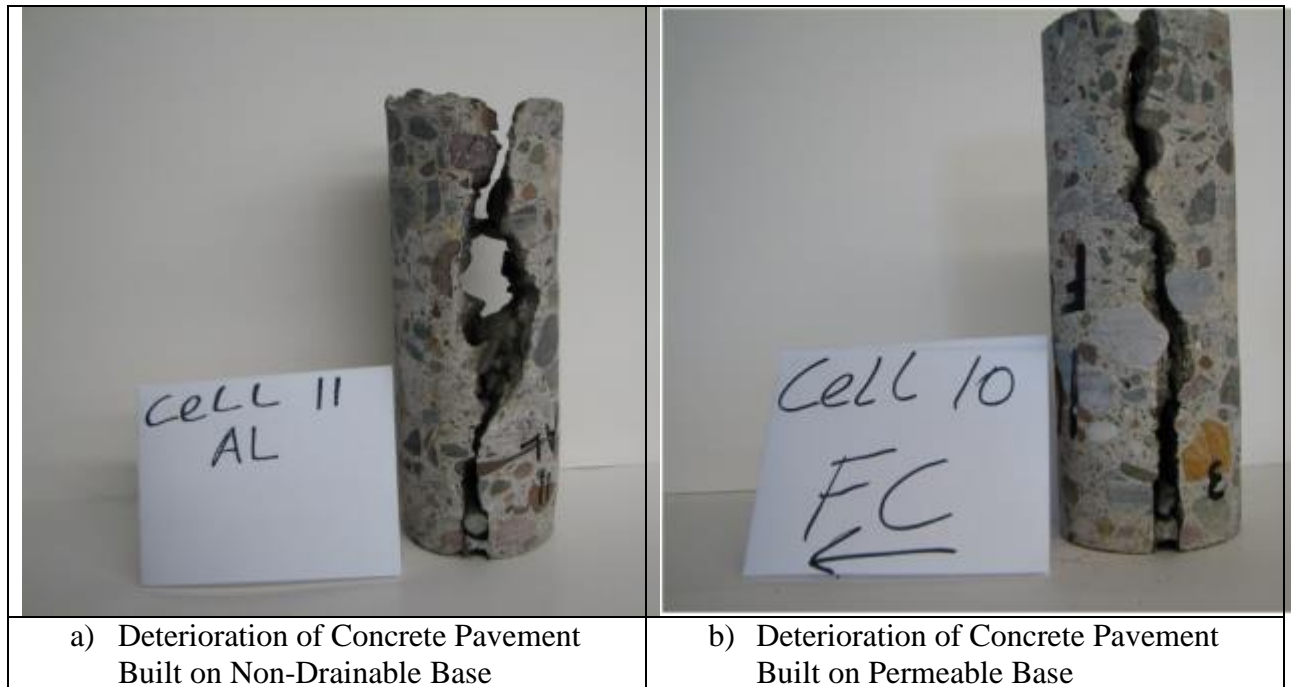 CeLL 11
AL
CeLL 10
FC
a) Deterioration of Concrete Pavement
Built on Non-Drainable Base
b) Deterioration of Concrete Pavement
Built on Permeable Base